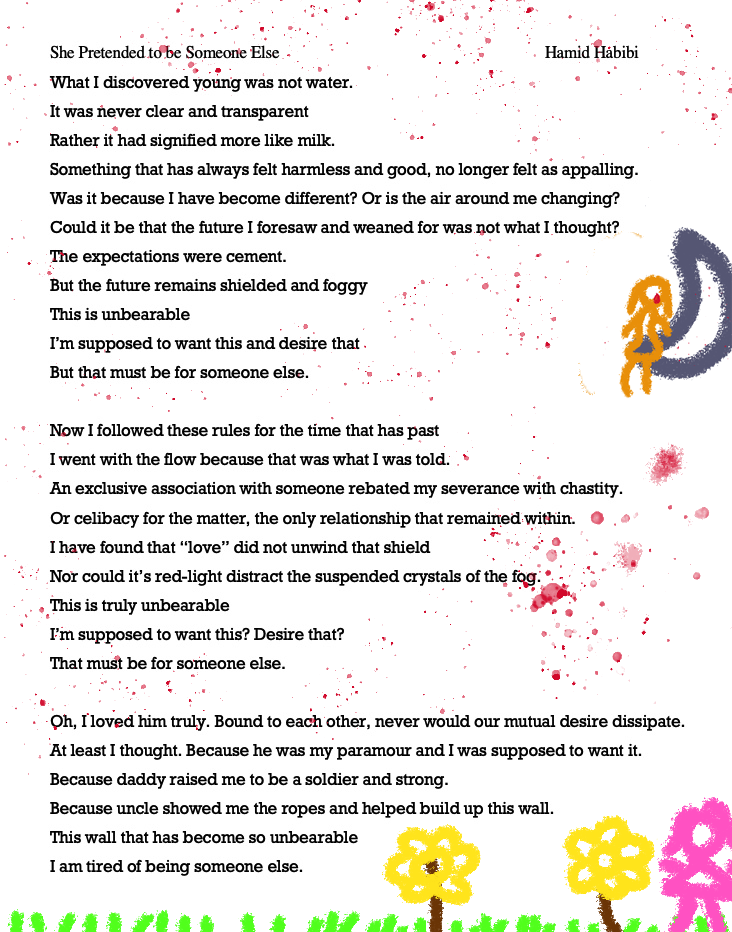 She Pretended to be Someone Else Hamid Habibi
What I discovered young was not water.
It was never clear and transparent
Rather it had signified more like milk.
Something that has always felt harmless and good, no longer felt as appalling.
Was it because I have become different? Or is the air around me changing?
Could it be that the future I foresaw and weaned for was not what I thought?
The expectations were cement.
But the future remains shielded and foggy
This is unbearable
I’m supposed to want this and desire that
But that must be for someone else.
Now I followed these rules for the time that has past
I went with the flow because that was what I was told.
An exclusive association with someone rebated my severance with chastity.
Or celibacy for the matter, the only relationship that remained within.
I have found that “love” did not unwind that shield
Nor could it’s red-light distract the suspended crystals of the fog.
This is truly unbearable
I’m supposed to want this? Desire that?
That must be for someone else.
Oh, I loved him truly. Bound to each other, never would our mutual desire dissipate.
At least I thought. Because he was my paramour and I was supposed to want it.
Because daddy raised me to be a soldier and strong.
Because uncle showed me the ropes and helped build up this wall.
This wall that has become so unbearable
I am tired of being someone else.